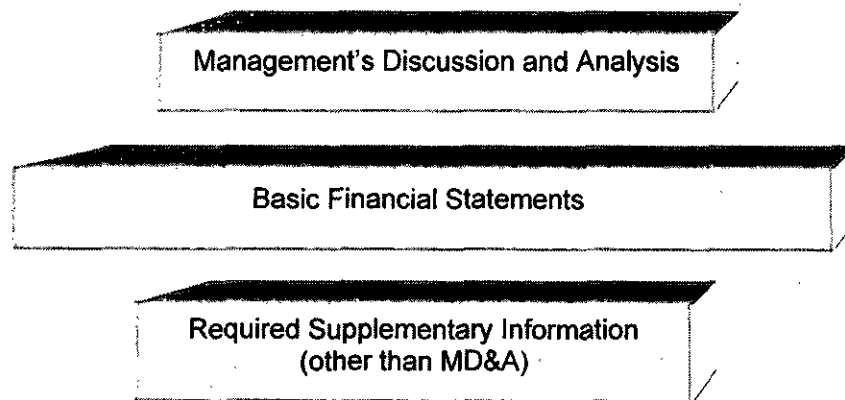 Management's Discussion and Analysis
Basic Financial Statements
Required Supplementary Information
(other than MD&A)